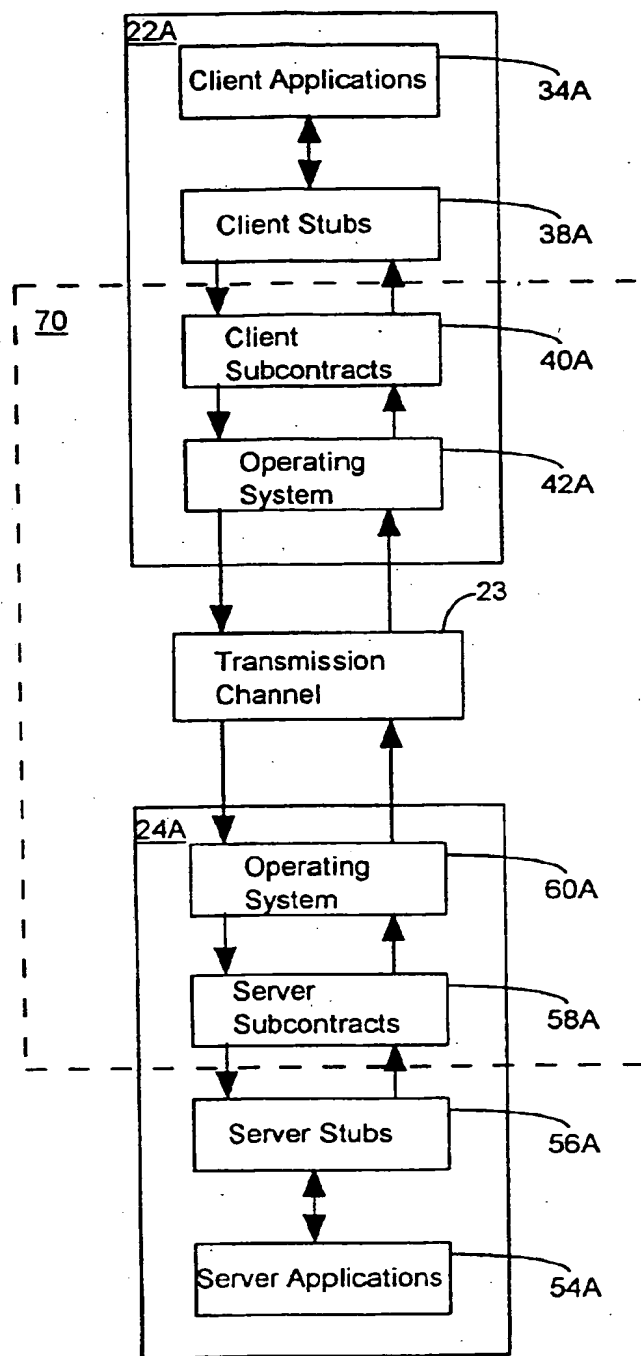 22A
Client Applications
34A
Client Stubs
38A
70
Client
Subcontracts
40A
Operating
System
42A
23
Transmission
Channel
24A
Operating
System
60A
Server
Subcontracts
58A
Server Stubs
56A
Server Applications
54A